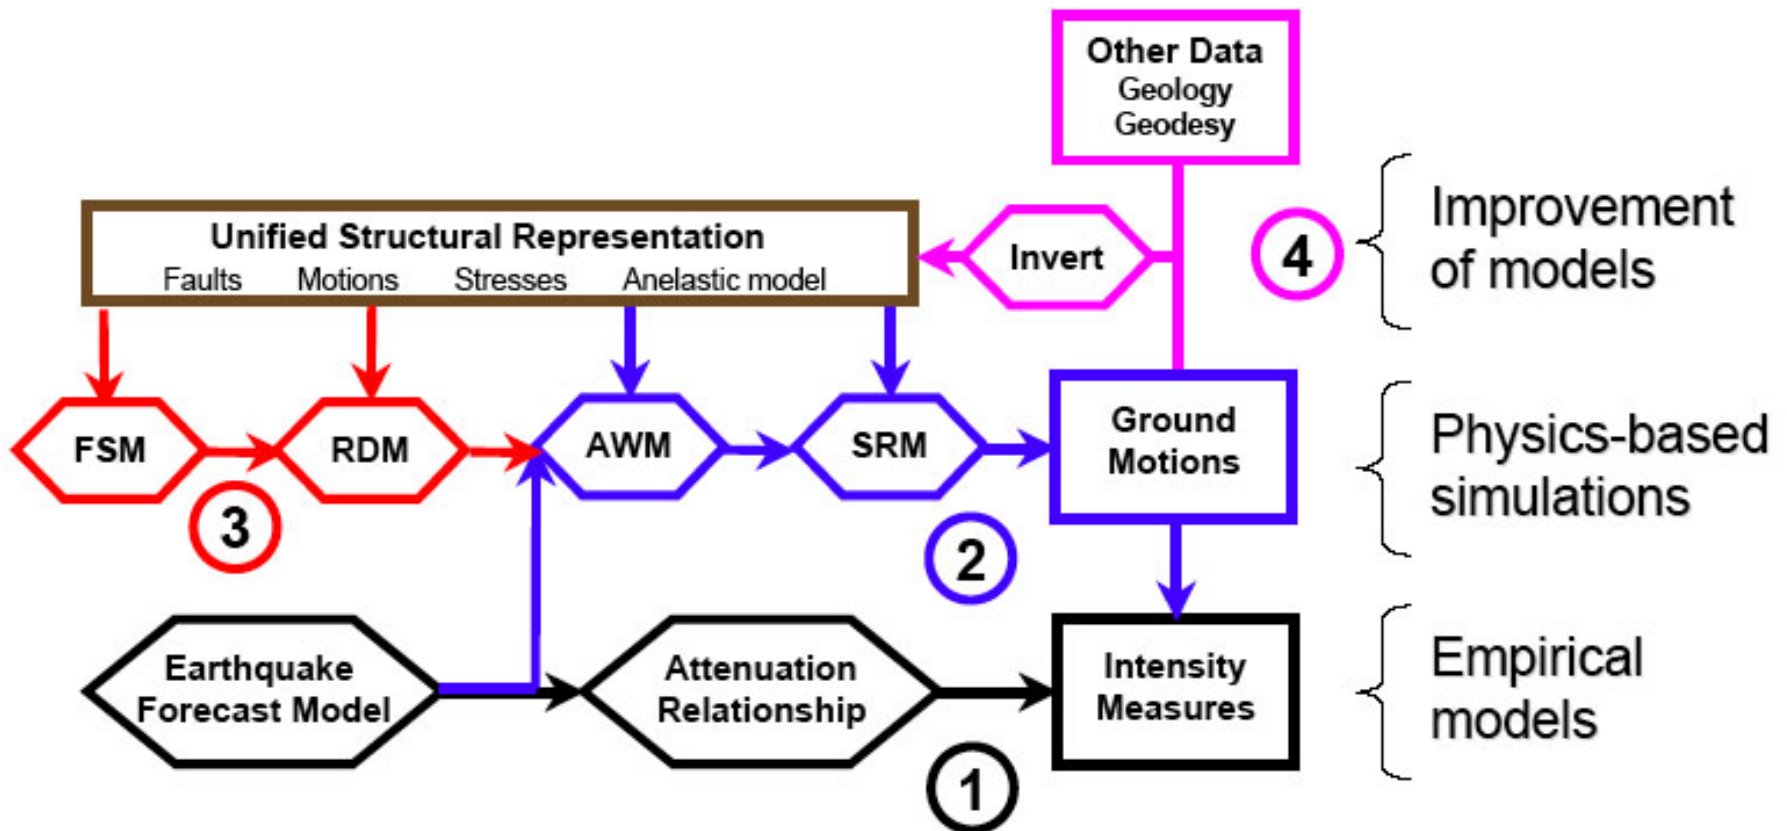 Other Data
Geology
Geodesy
Unified Structural Representation
Faults Motions Stresses Anelastic model
Invert
4
Improvement
of models
FSM
RDM
AWM
SRM
Ground
Motions
Physics-based
simulations
3
2
Earthquake
Forecast Model
Attenuation
Relationship
Intensity
Measures
Empirical
models
1